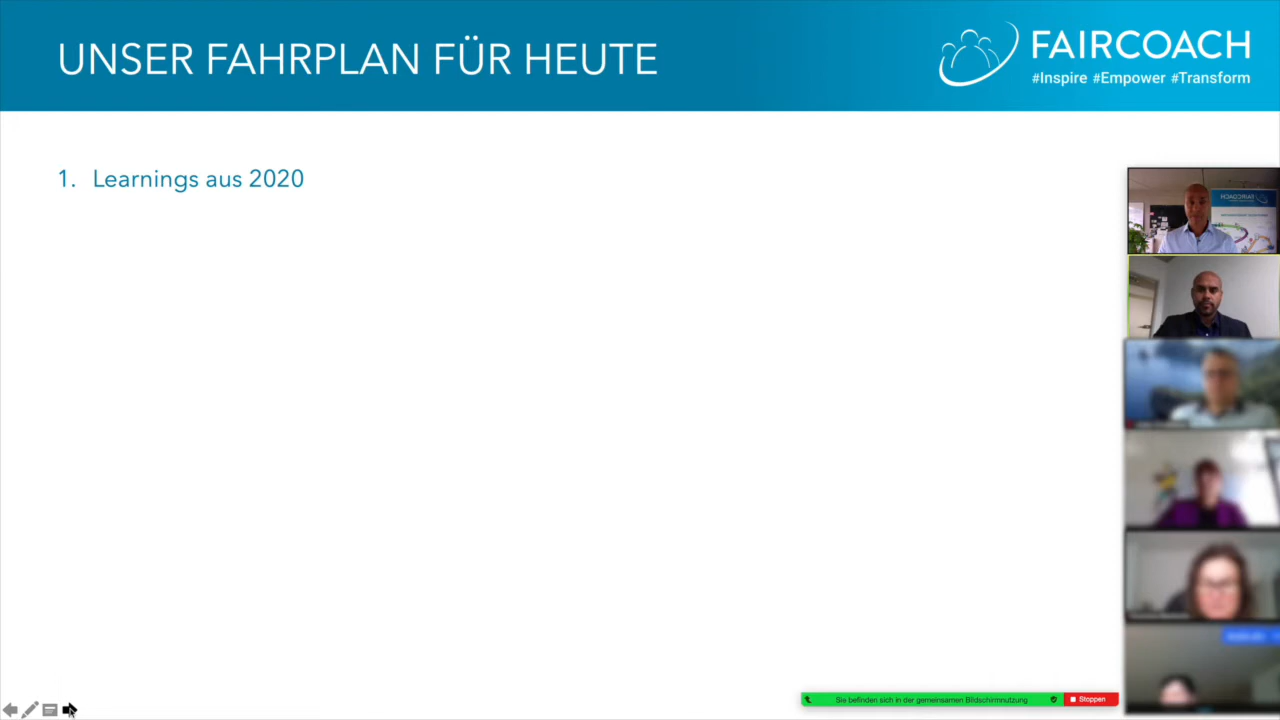 UNSER FAHRPLAN FÜR HEUTE
FAIRCOACH
#Inspire #Empower #Transform
1. Learnings aus 2020
Sie befinden sich in der gemeinsamen Bildschirmnutzung
Stoppen